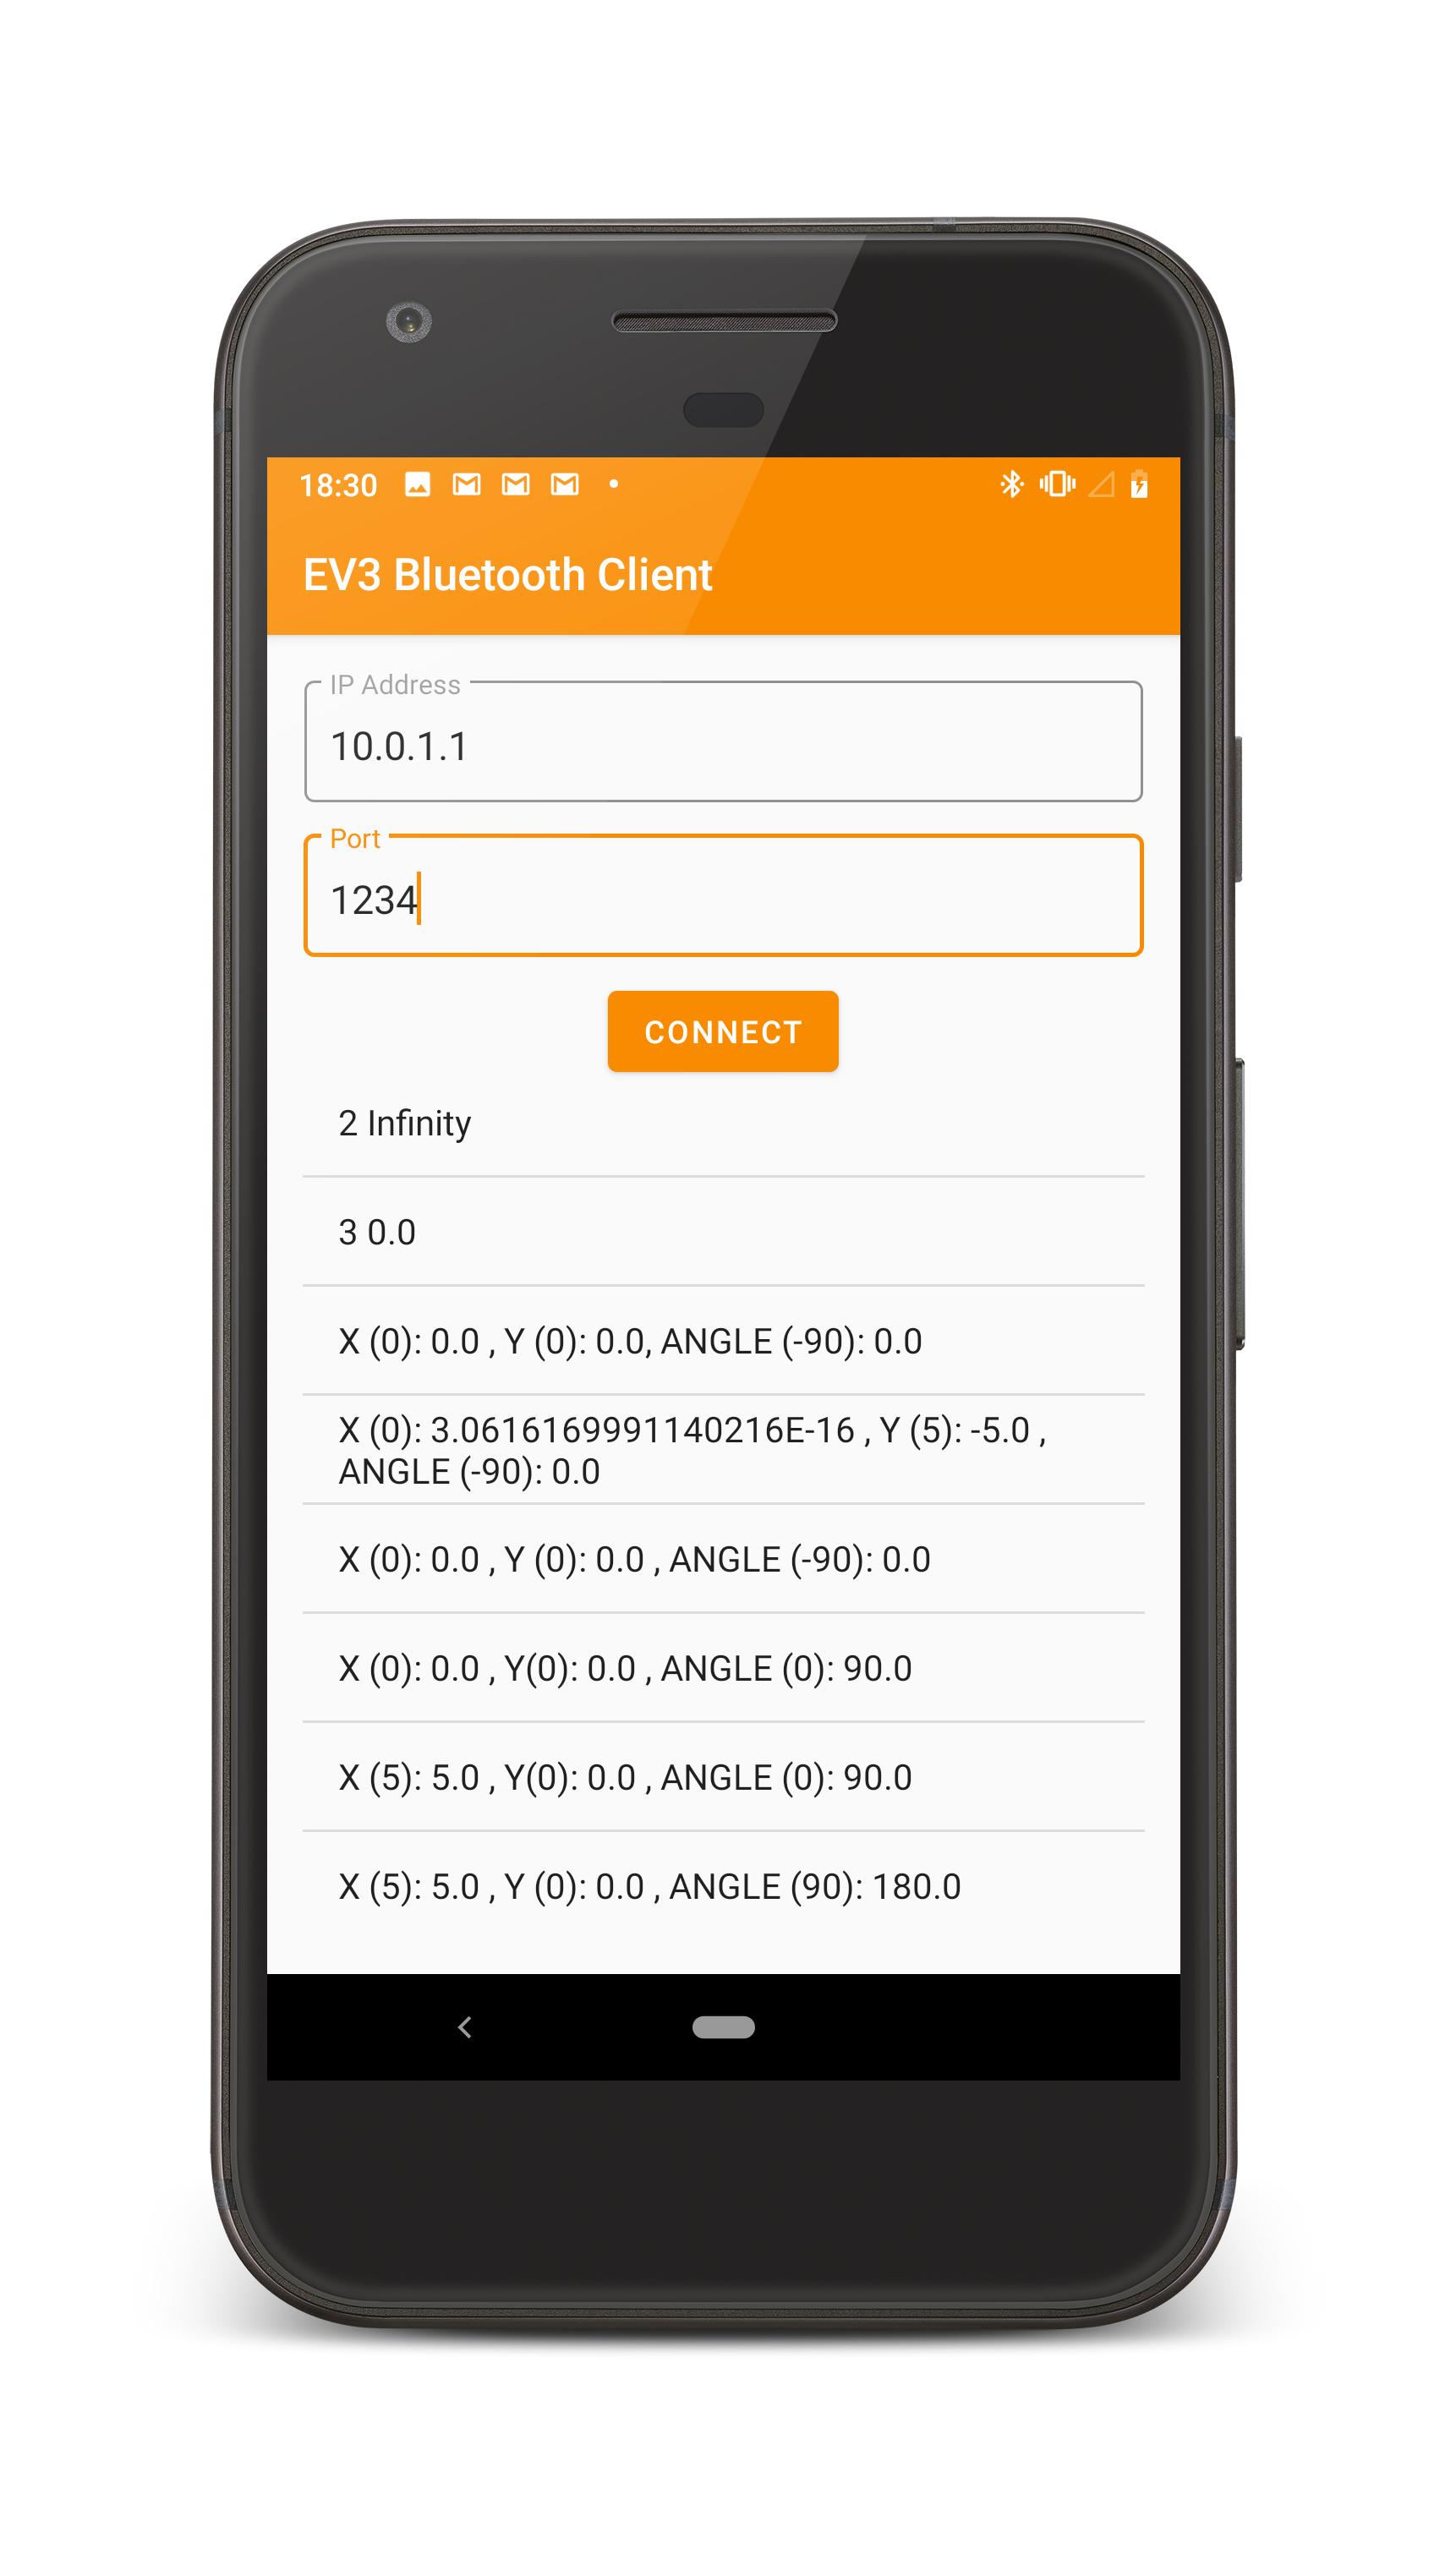 18:30
EV3 Bluetooth Client
IP Address
10.0.1.1
Port
1234
CONNECT
2 Infinity
3 0.0
X (0): 0.0 , Y (0): 0.0, ANGLE (-90): 0.0
X (0): 3.0616169991140216E-16 , Y (5): -5.0 ,
ANGLE (-90): 0.0
X (0): 0.0 , Y (0): 0.0 , ANGLE (-90): 0.0
X (0): 0.0 , Y(0): 0.0 , ANGLE (0): 90.0
X (5): 5.0 , Y(0): 0.0 , ANGLE (0): 90.0
X (5): 5.0 , Y (0): 0.0 , ANGLE (90): 180.0